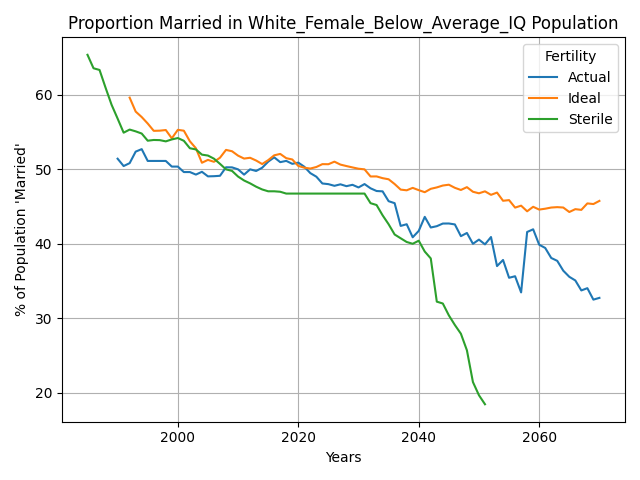 Proportion Married in White_Female_Below_Average_IQ Population
% of Population 'Married'
60
50
40
30
20
Fertility
Actual
Ideal
Sterile
2000
2020
2040
2060
Years